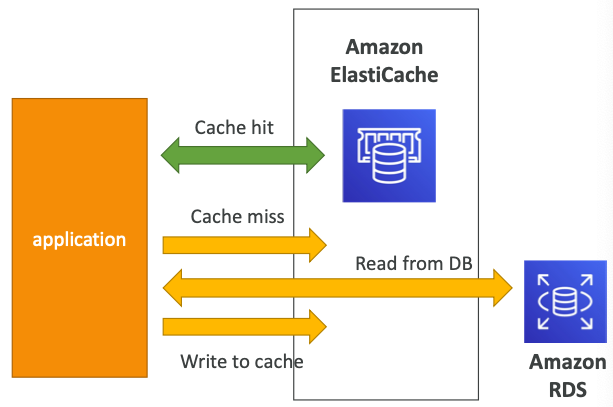 Amazon
ElastiCache
Cache hit
Cache miss
application
Read from DB
Write to cache
Amazon
RDS